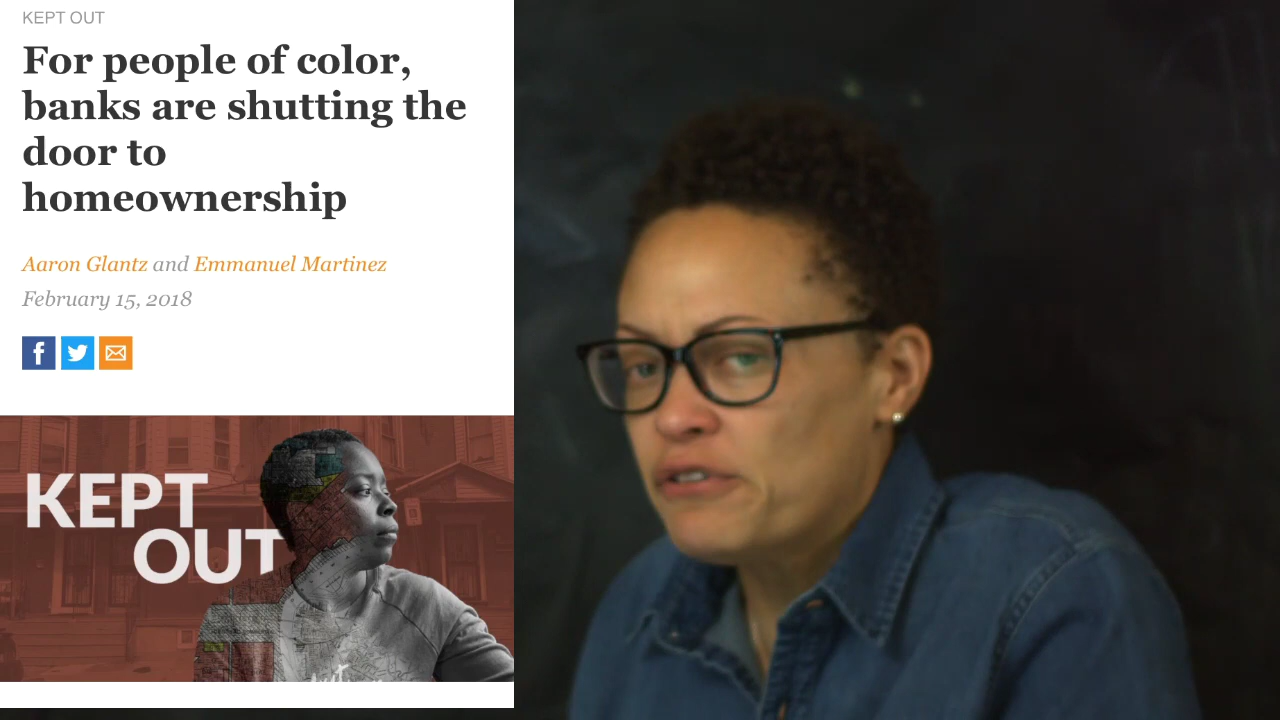 KEPT OUT
For people of color,
banks are shutting the
door to
homeownership
Aaron Glantz and Emmanuel Martinez
February 15, 2018
KEPT
OUT